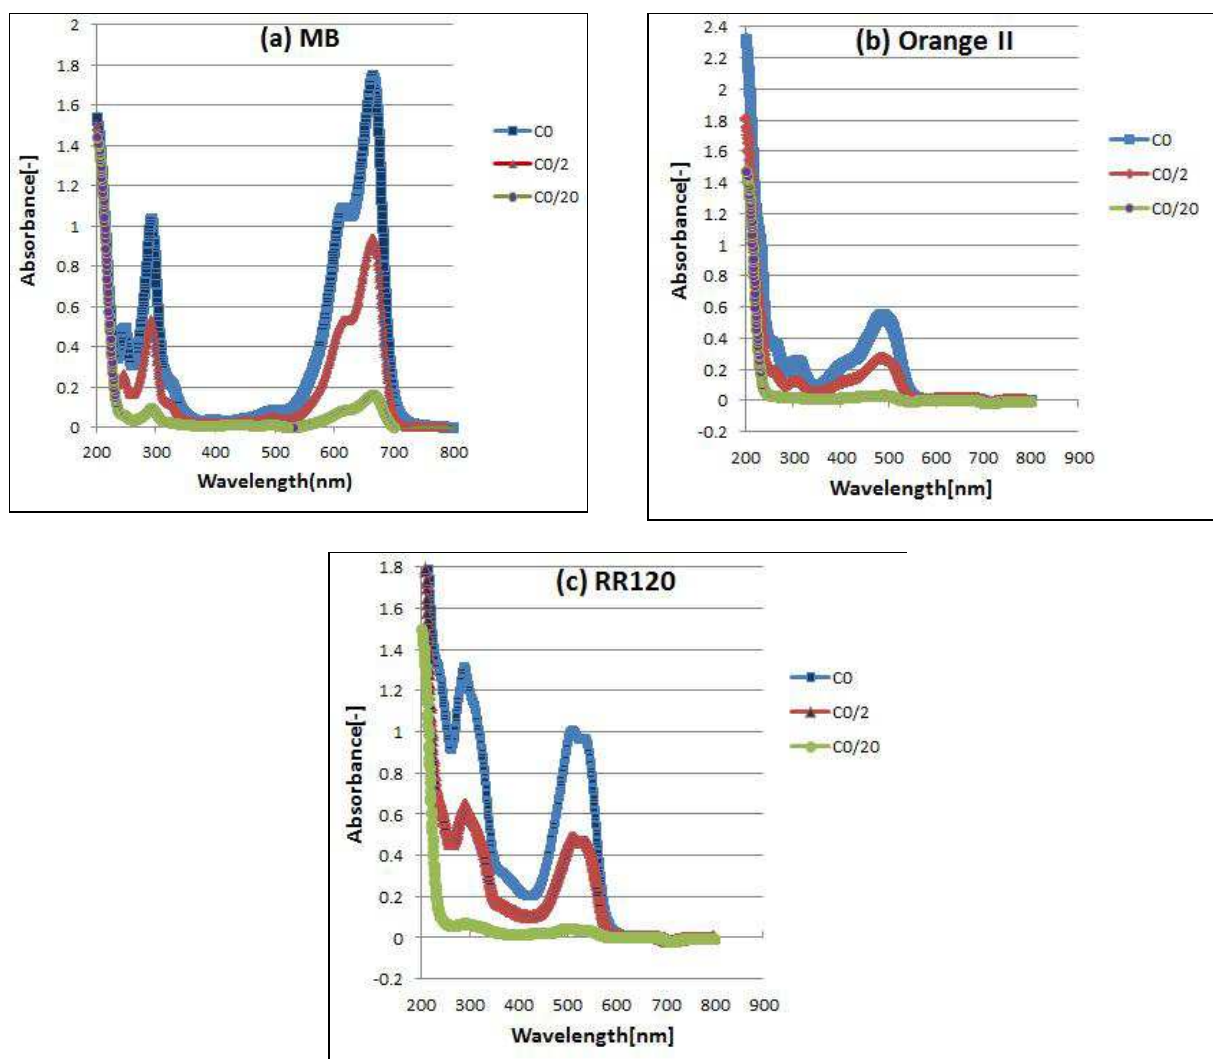 (a) MB
2
1.8
1.6
1.4
1.2
1
0.8
0.6
0.4
0.2
0
Absorbance[-]
200 300 400 500 600 700 800
Wavelength(nm)
C0
C0/2
C0/20
(b) Orange II
2.4
2.2
2
1.8
1.6
1.4
1.2
1
0.8
0.6
0.4
0.2
0
-0.2
Absorbance[-]
200 300 400 500 600 700 800 900
Wavelength[nm]
C0
C0/2
C0/20
(c) RR120
1.8
1.6
1.4
1.2
1
0.8
0.6
0.4
0.2
0
-0.2
Absorbance[-]
200 300 400 500 600 700 800 900
Wavelength[nm]
C0
C0/2
C0/20